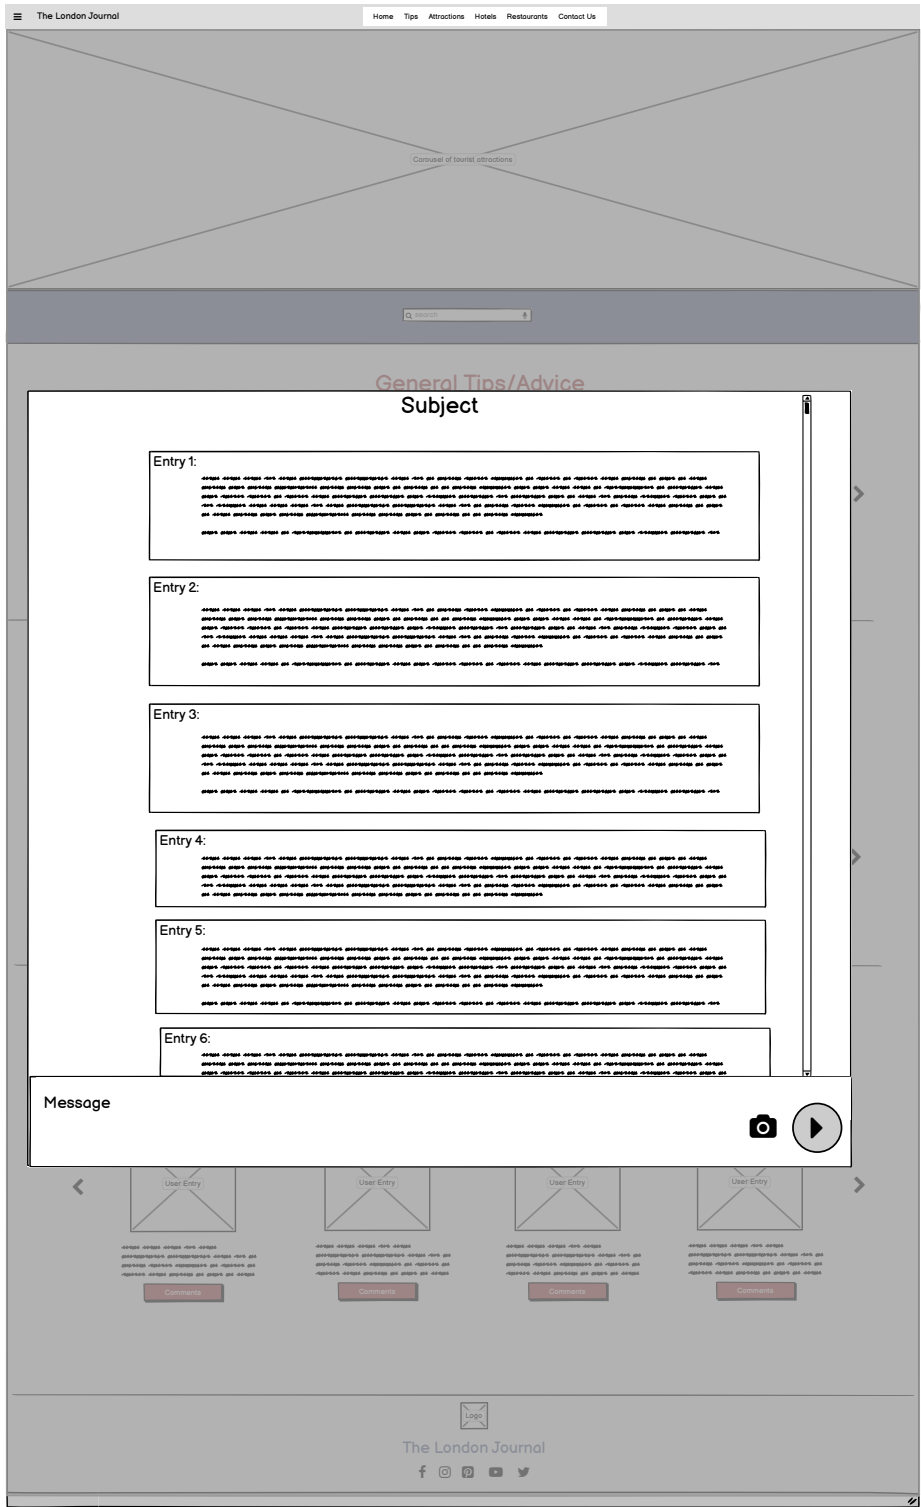 The London Journal
Home Tips Attractions Hotels Restaurants Contact Us
Carousel of tourist attractions
search
General Tips/Advice
Subject
Entry 1:
Entry 2:
Entry 3:
Entry 4:
Entry 5:
Entry 6:
Message
User Entry User Entry User Entry User Entry
Comments Comments Comments Comments
Logo
The London Journal